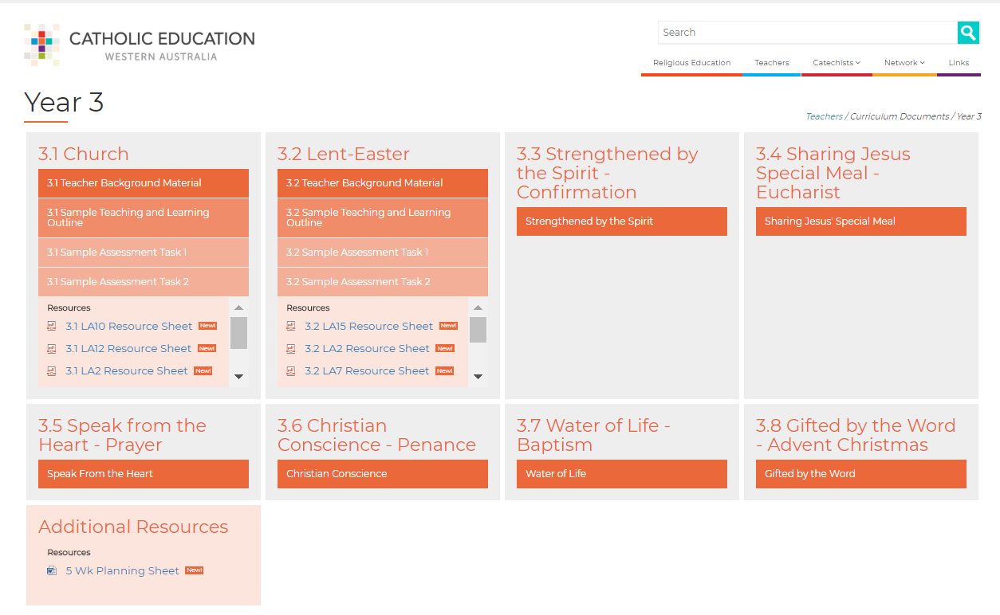 CATHOLIC EDUCATION
WESTERN AUSTRALIA
Search
Religious Education
Teachers
Catechists
Network
Links
Year 3
Teachers / Curriculum Documents / Year 3
3.1 Church
3.1 Teacher Background Material
3.1 Sample Teaching and Learning
Outline
3.1 Sample Assessment Task 1
3.1 Sample Assessment Task 2
Resources
3.1 LA10 Resource Sheet New!
3.1 LA12 Resource Sheet New!
3.1 LA2 Resource Sheet New!
3.2 Lent-Easter
3.2 Teacher Background Material
3.2 Sample Teaching and Learning
Outline
3.2 Sample Assessment Task 1
3.2 Sample Assessment Task 2
Resources
3.2 LA15 Resource Sheet New!
3.2 LA2 Resource Sheet New!
3.2 LA7 Resource Sheet New!
3.3 Strengthened by
the Spirit -
Confirmation
Strengthened by the Spirit
3.4 Sharing Jesus
Special Meal -
Eucharist
Sharing Jesus' Special Meal
3.5 Speak from the
Heart - Prayer
Speak From the Heart
3.6 Christian
Conscience - Penance
Christian Conscience
3.7 Water of Life -
Baptism
Water of Life
3.8 Gifted by the Word
- Advent Christmas
Gifted by the Word
Additional Resources
Resources
5 Wk Planning Sheet New!